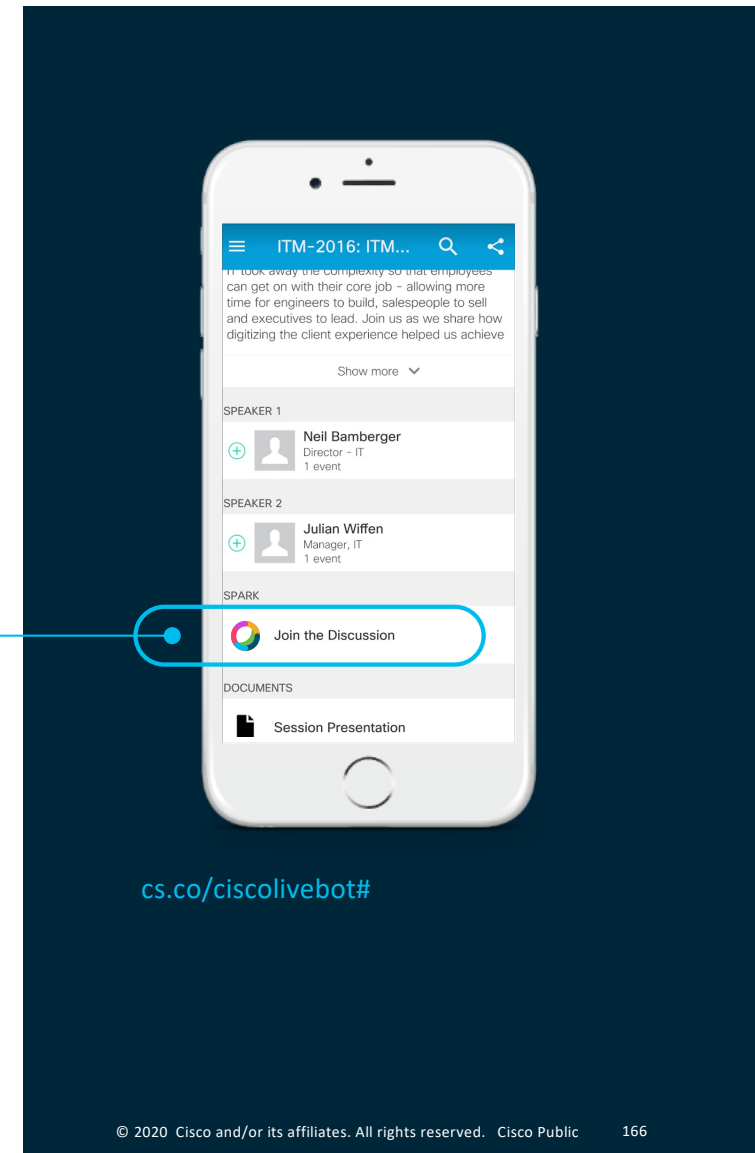 ITM-2016: ITM...
IT took away the complexity so that employees
can get on with their core job - allowing more
time for engineers to build, salespeople to sell
and executives to lead. Join us as we share how
digitizing the client experience helped us achieve
Show more
SPEAKER 1
Neil Bamberger
Director - IT
1 event
SPEAKER 2
Julian Wiffen
Manager, IT
1 event
SPARK
Join the Discussion
DOCUMENTS
Session Presentation
cs.co/ciscolivebot#
© 2020 Cisco and/or its affiliates. All rights reserved. Cisco Public 166